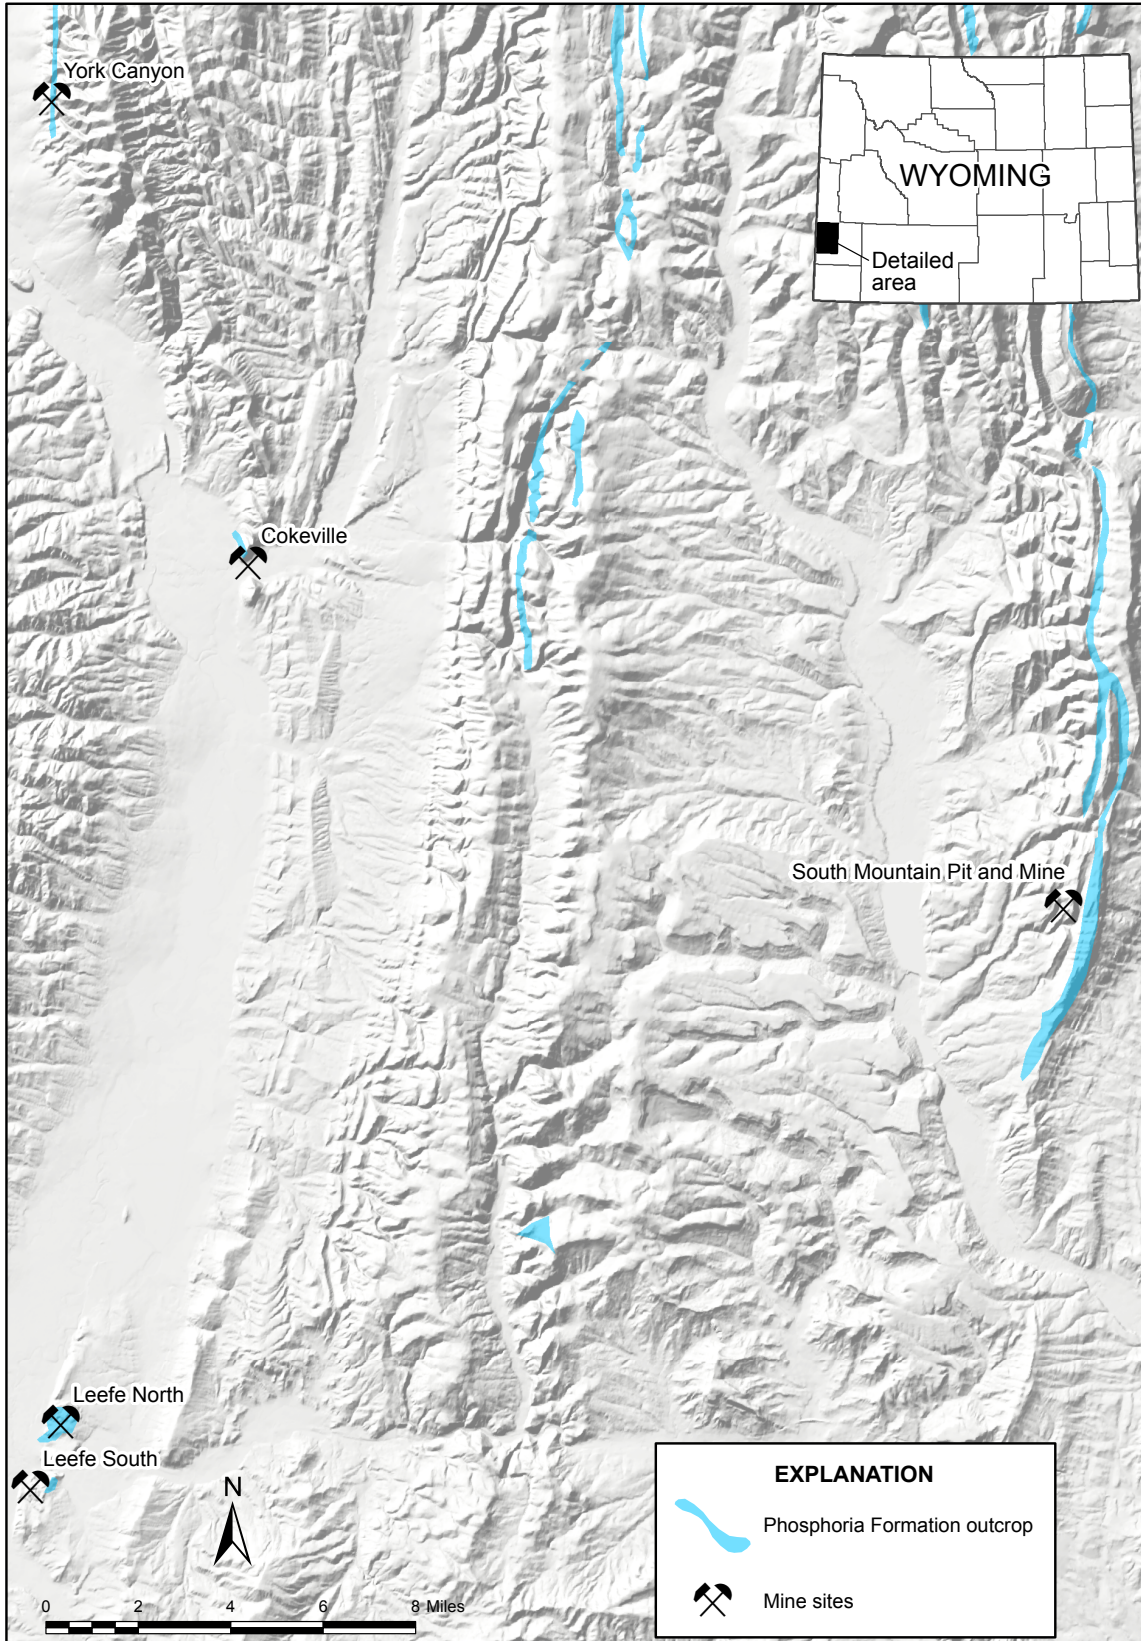 York Canyon
WYOMING
Detailed
area
Cokeville
South Mountain Pit and Mine
Leefe North
Leefe South
N
0 2 4 8 Miles
EXPLANATION
Phosphoria Formation outcrop
Mine sites